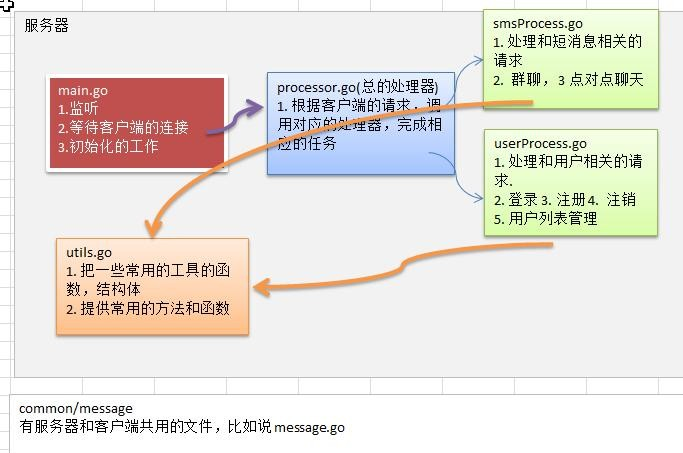 服务器
main.go
1.监听
2.等待客户端的连接
3.初始化的工作
processor.go(总的处理器)
1. 根据客户端的请求，调
用对应的处理器，完成相
应的任务
smsProcess.go
1. 处理和短消息相关的
请求
2. 群聊，3 点对点聊天
userProcess.go
1. 处理和用户相关的请
求.
2. 登录 3. 注册 4. 注销
5. 用户列表管理
utils.go
1. 把一些常用的工具的函
数，结构体
2. 提供常用的方法和函数
common/message
有服务器和客户端共用的文件，比如说 message.go